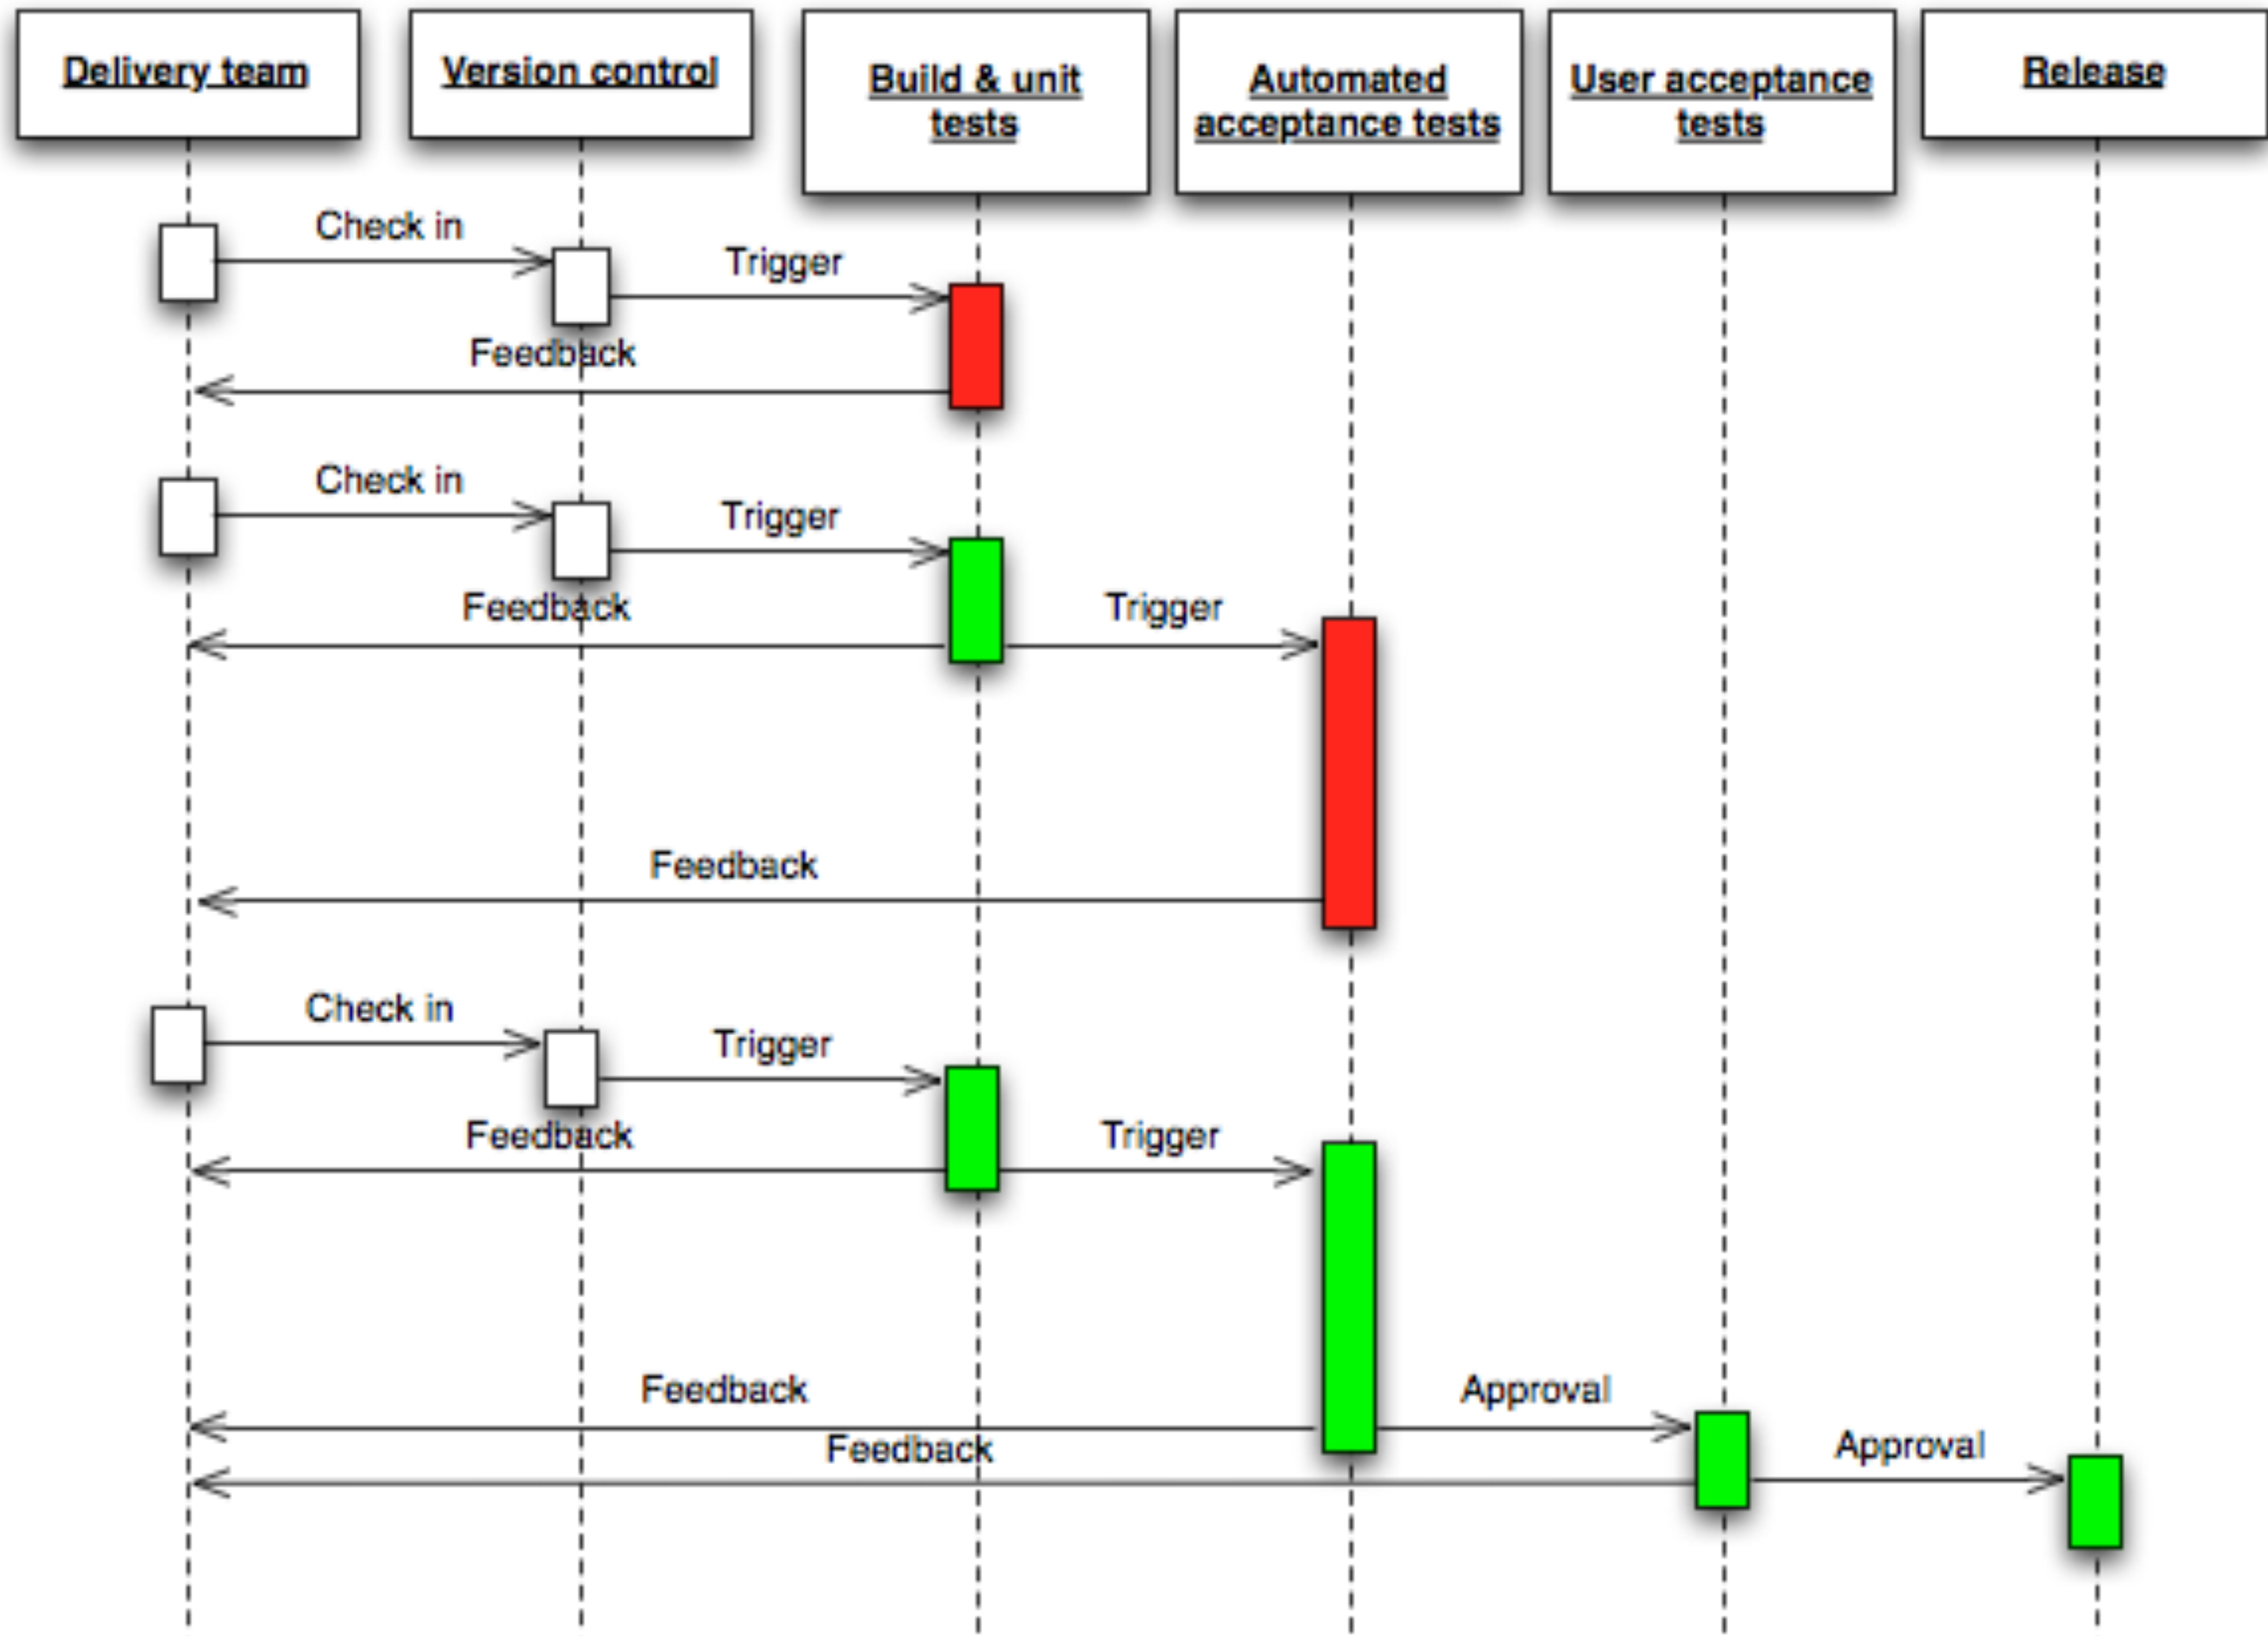 Delivery team
Version control
Build & unit
tests
Automated
acceptance tests
User acceptance
tests
Release
Check in
Trigger
Feedback
Check in
Trigger
Feedback
Trigger
Feedback
Check in
Trigger
Feedback
Trigger
Feedback
Approval
Feedback
Approval